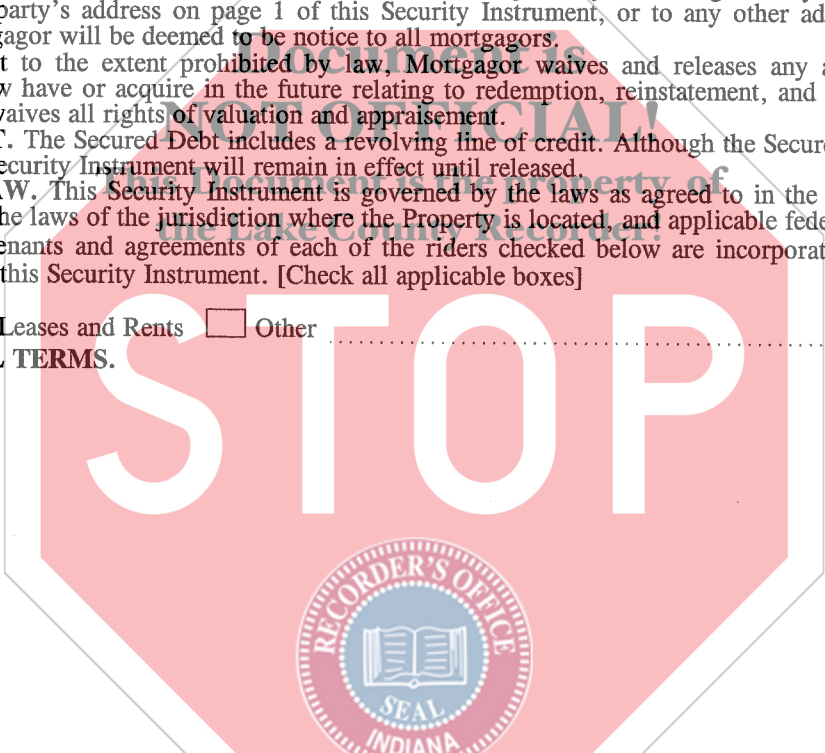 party's address on page 1 of this Security Instrument, or to any other ad
gagor will be deemed to be notice to all mortgagors.
Document is
t to the extent prohibited by law, Mortgagor waives and releases any a
w have or acquire in the future relating to redemption, reinstatement, and
vaives all rights of valuation and appraisement.
NOT OFFICIAL!
. The Secured Debt includes a revolving line of credit. Although the Secur
ecurity Instrument will remain in effect until released.
This Document is the property of
W. This Security Instrument is governed by the laws as agreed to in the
he laws of the jurisdiction where the Property is located, and applicable fede
the Lake County Recorder!
enants and agreements of each of the riders checked below are incorporat
this Security Instrument. [Check all applicable boxes]
Leases and Rents Other
TERMS.
STOP
RECORDER'S OFFICE
SEAL
INDIANA